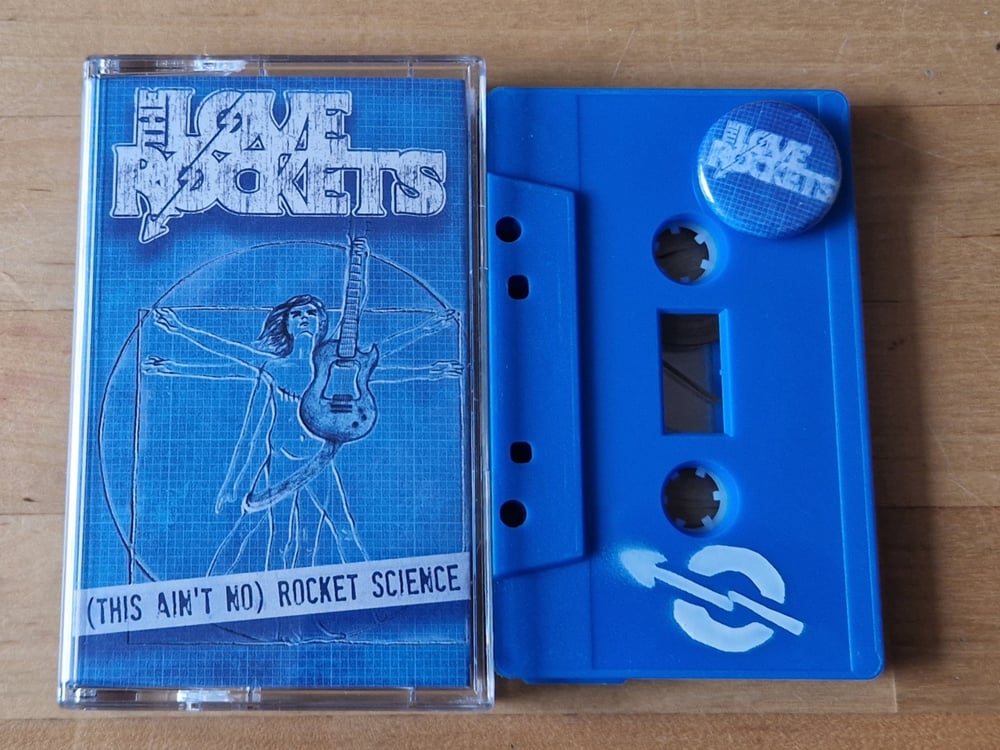 THE LOVE
ROCKETS
(THIS AIN'T NO) ROCKET SCIENCE
THE LOVE
ROCKETS